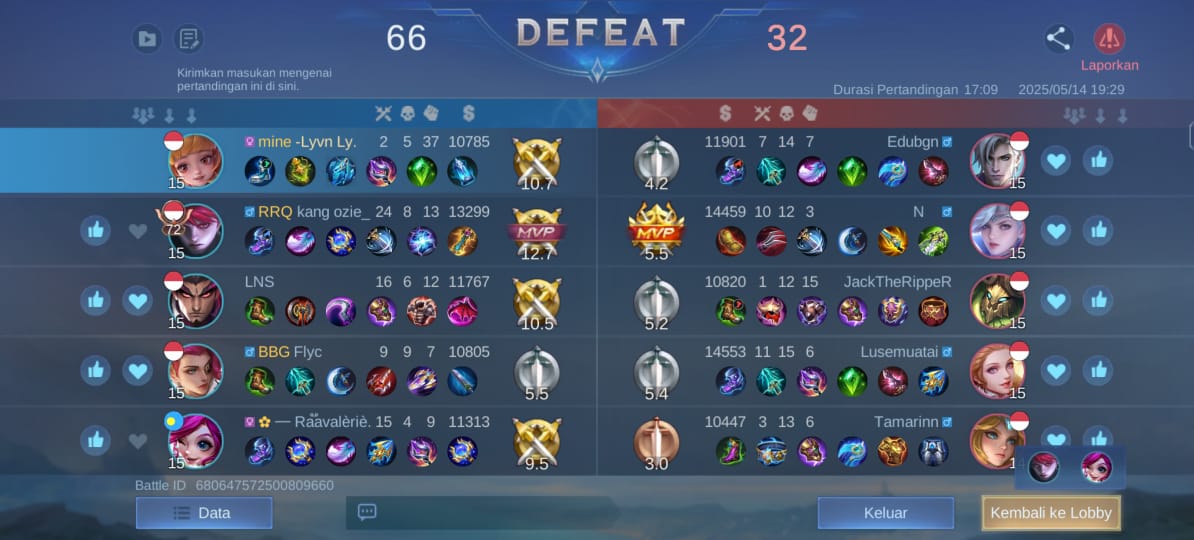 66 DEFEAT 32
Laporkan
Kirimkan masukan mengenai
pertandingan ini di sini.
Durasi Pertandingan 17:09 2025/05/14 19:29
mine -Lyvn Ly. 2 5 37 10785
10.7
15
4.2
11901 7 14 7 Edubgn
15
72
RRQ kang ozie_ 24 8 13 13299
MVP
12.7
15
MVP
5.5
14459 10 12 3 N
15
LNS 16 6 12 11767
10.5
15
5.2
10820 1 12 15 JackTheRippeR
15
BBG Flyc 9 9 7 10805
5.5
15
5.4
14553 11 15 6 Lusemuatai
15
— Råắvalèriè. 15 4 9 11313
9.5
15
3.0
10447 3 13 6 Tamarinn
Battle ID 680647572500809660
Data
Keluar
Kembali ke Lobby